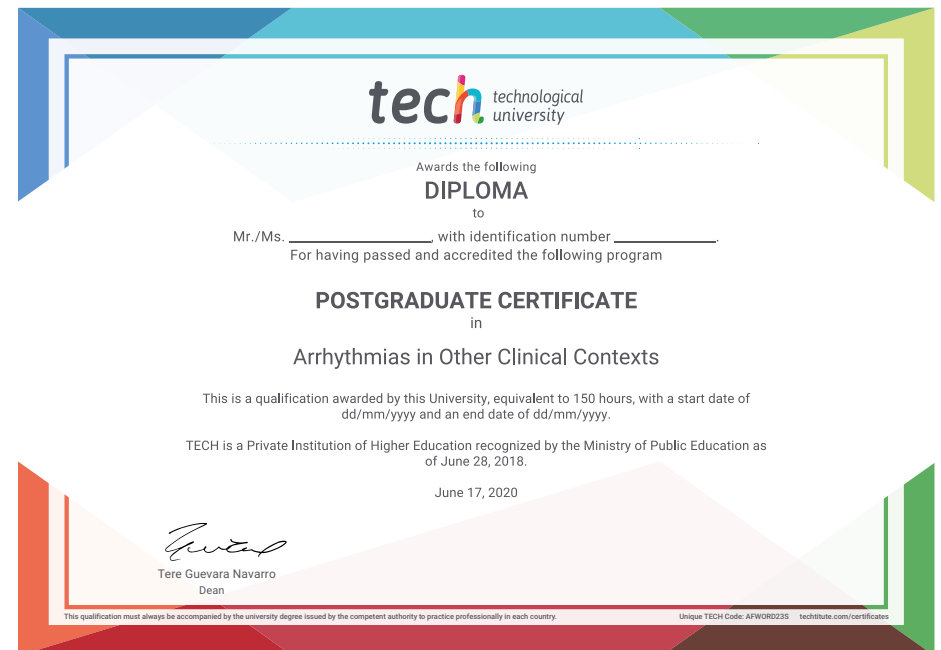 tech technological
university
Awards the following
DIPLOMA
to
Mr./Ms. ____________________, with identification number ______________.
For having passed and accredited the following program
POSTGRADUATE CERTIFICATE
in
Arrhythmias in Other Clinical Contexts
This is a qualification awarded by this University, equivalent to 150 hours, with a start date of
dd/mm/yyyy and an end date of dd/mm/yyyy.
TECH is a Private Institution of Higher Education recognized by the Ministry of Public Education as
of June 28, 2018.
June 17, 2020
Tere Guevara Navarro
Dean
This qualification must always be accompanied by the university degree issued by the competent authority to practice professionally in each country. Unique TECH Code: AFWORD23S techtitute.com/certificates